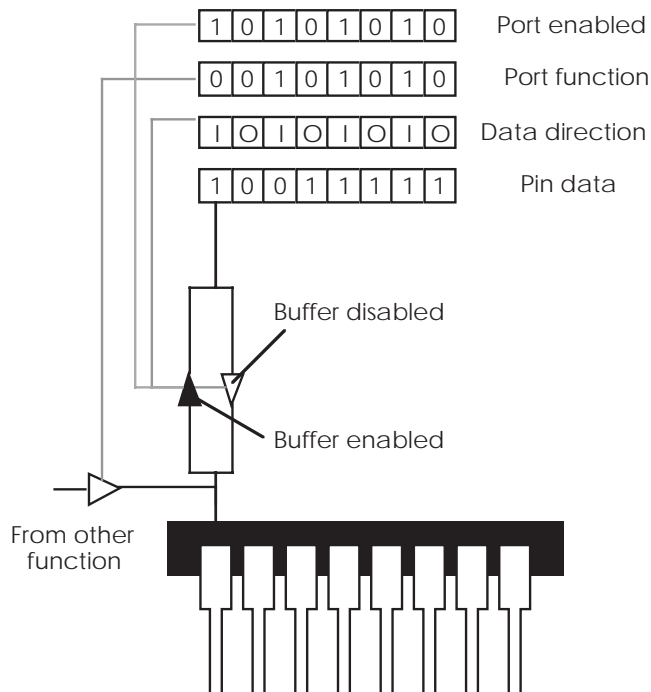 1 0 1 0 1 0 1 0 Port enabled
0 0 1 0 1 0 1 0 Port function
I O I O I O I O Data direction
1 0 0 1 1 1 1 1 Pin data
Buffer disabled
Buffer enabled
From other
function